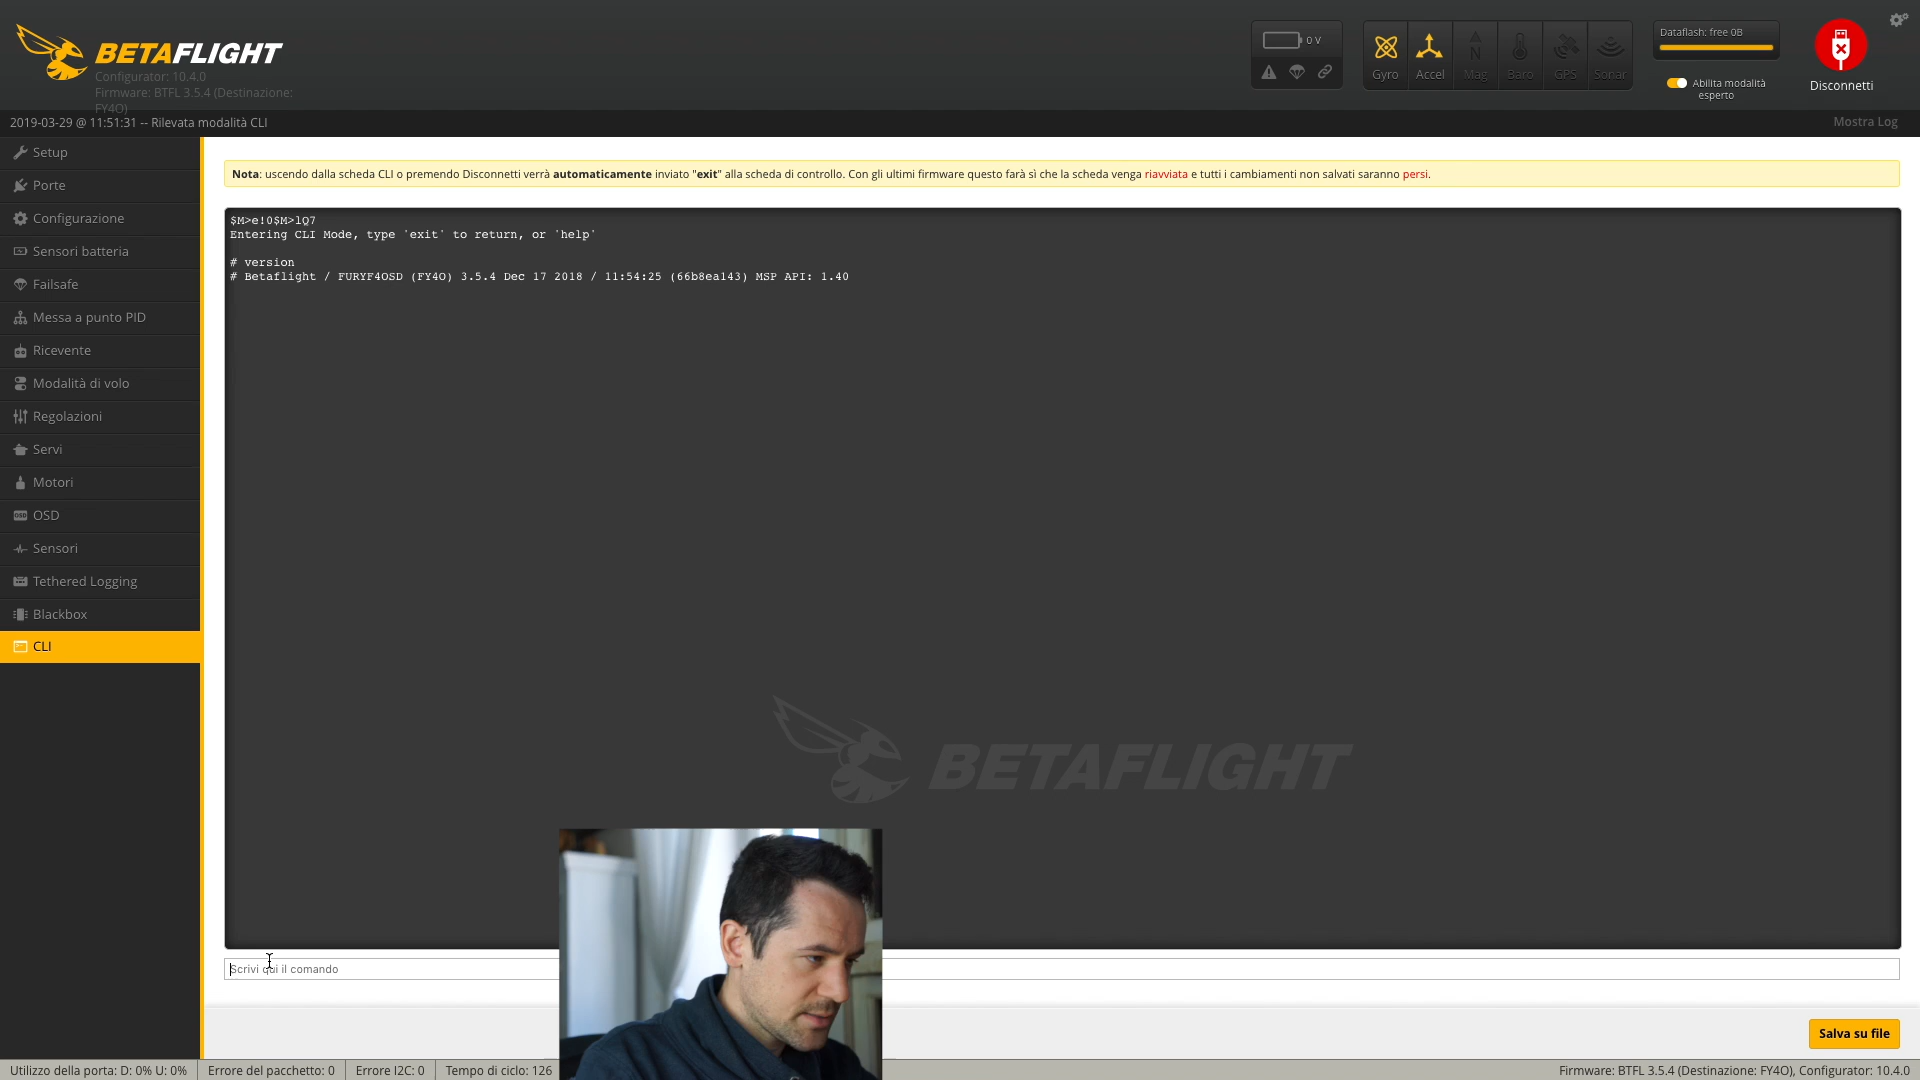 BETAFLIGHT
Configurator: 10.4.0
Firmware: BTFL 3.5.4 (Destinazione:
FY4O)
0 V
Gyro
Accel
Mag
Baro
GPS
Sonar
Dataflash: free 0B
Abilita modalità
esperto
Disconnetti
2019-03-29 @ 11:51:31 -- Rilevata modalità CLI
Mostra Log
Setup
Porte
Configurazione
Sensori batteria
Failsafe
Messa a punto PID
Ricevente
Modalità di volo
Regolazioni
Servi
Motori
OSD
Sensori
Tethered Logging
Blackbox
CLI
Nota: uscendo dalla scheda CLI o premendo Disconnetti verrà automaticamente inviato "exit" alla scheda di controllo. Con gli ultimi firmware questo farà sì che la scheda venga riavviata e tutti i cambiamenti non salvati saranno persi.
$M>e!0$M>lQ7
Entering CLI Mode, type 'exit' to return, or 'help'
# version
# Betaflight / FURYF4OSD (FY4O) 3.5.4 Dec 17 2018 / 11:54:25 (66b8ea143) MSP API: 1.40
BETAFLIGHT
Scrivi qui il comando
Salva su file
Utilizzo della porta: D: 0% U: 0%
Errore del pacchetto: 0
Errore I2C: 0
Tempo di ciclo: 126
Firmware: BTFL 3.5.4 (Destinazione: FY4O), Configurator: 10.4.0